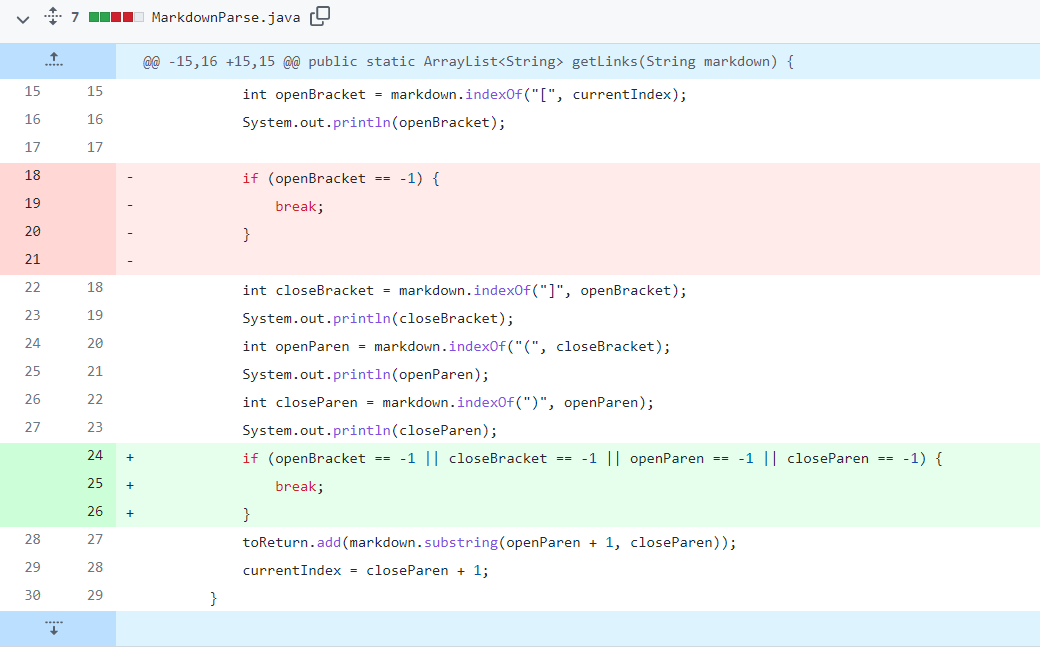 7 MarkdownParse.java
@@ -15,16 +15,15 @@ public static ArrayList<String> getLinks(String markdown) {
15 15 int openBracket = markdown.indexOf("[", currentIndex);
16 16 System.out.println(openBracket);
17 17
18 - if (openBracket == -1) {
19 - break;
20 - }
21 -
22 18 int closeBracket = markdown.indexOf("]", openBracket);
23 19 System.out.println(closeBracket);
24 20 int openParen = markdown.indexOf("(", closeBracket);
25 21 System.out.println(openParen);
26 22 int closeParen = markdown.indexOf(")", openParen);
27 23 System.out.println(closeParen);
24 + if (openBracket == -1 || closeBracket == -1 || openParen == -1 || closeParen == -1) {
25 + break;
26 + }
28 27 toReturn.add(markdown.substring(openParen + 1, closeParen));
29 28 currentIndex = closeParen + 1;
30 29 }